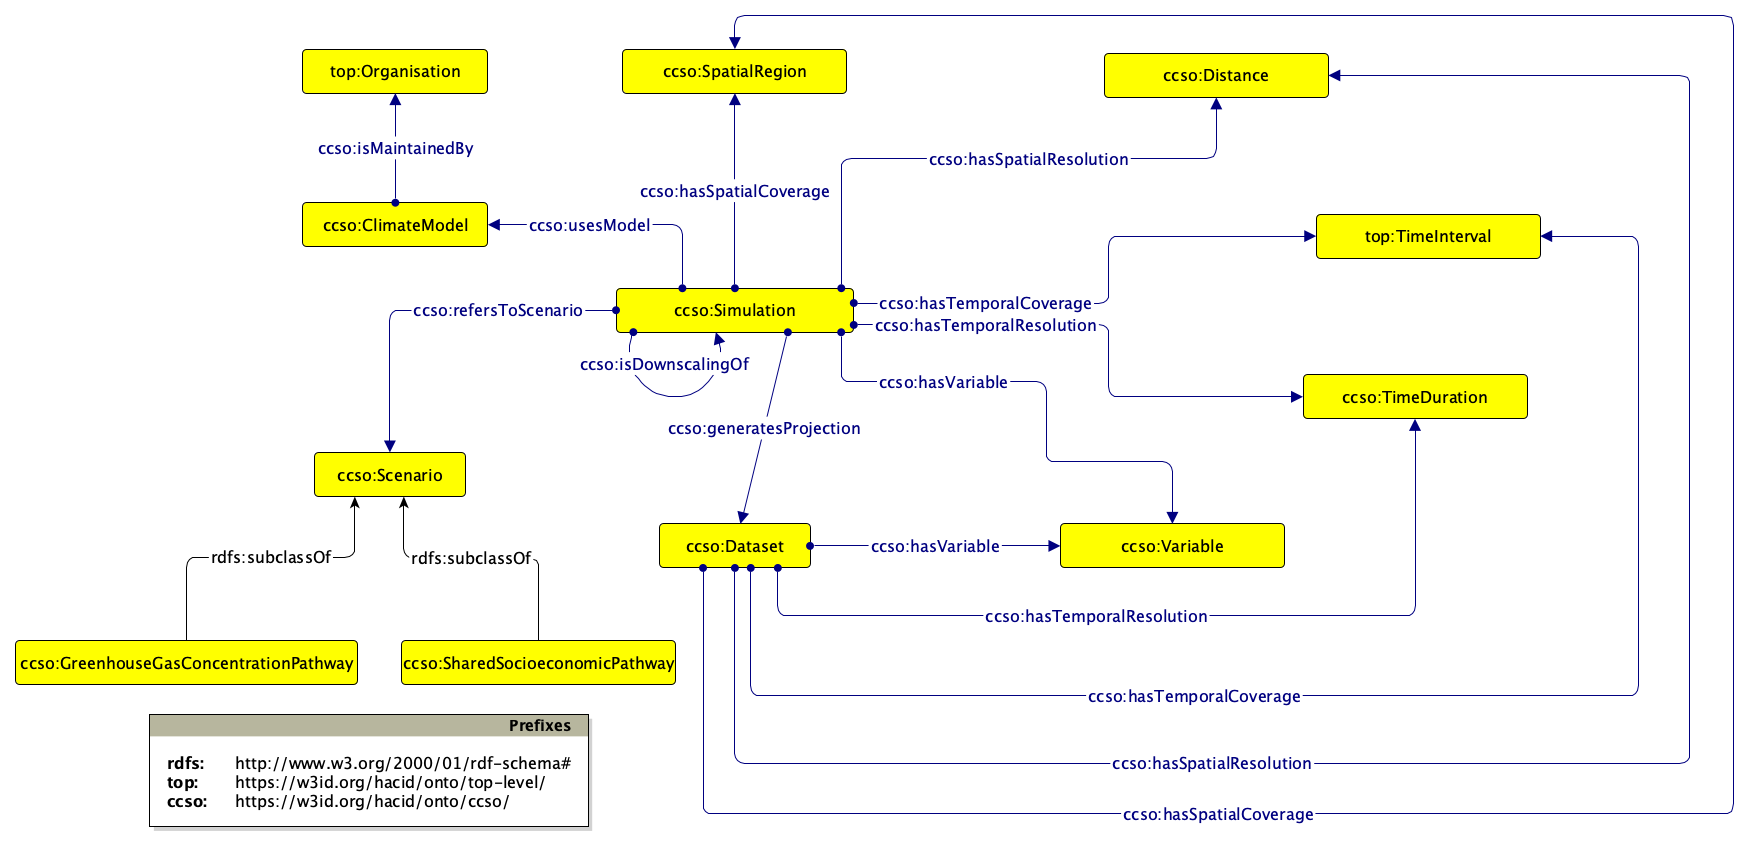 top:Organisation
ccso:SpatialRegion
ccso:Distance
ccso:isMaintainedBy
ccso:hasSpatialResolution
ccso:hasSpatialCoverage
ccso:ClimateModel
ccso:usesModel
top:TimeInterval
ccso:refersToScenario
ccso:Simulation
ccso:hasTemporalCoverage
ccso:hasTemporalResolution
ccso:isDownscalingOf
ccso:hasVariable
ccso:TimeDuration
ccso:generatesProjection
ccso:Scenario
rdfs:subclassOf
rdfs:subclassOf
ccso:Dataset
ccso:hasVariable
ccso:Variable
ccso:hasTemporalResolution
ccso:GreenhouseGasConcentrationPathway
ccso:SharedSocioeconomicPathway
ccso:hasTemporalCoverage
ccso:hasSpatialResolution
ccso:hasSpatialCoverage
Prefixes
rdfs: http://www.w3.org/2000/01/rdf-schema#
top: https://w3id.org/hacid/onto/top-level/
ccso: https://w3id.org/hacid/onto/ccso/